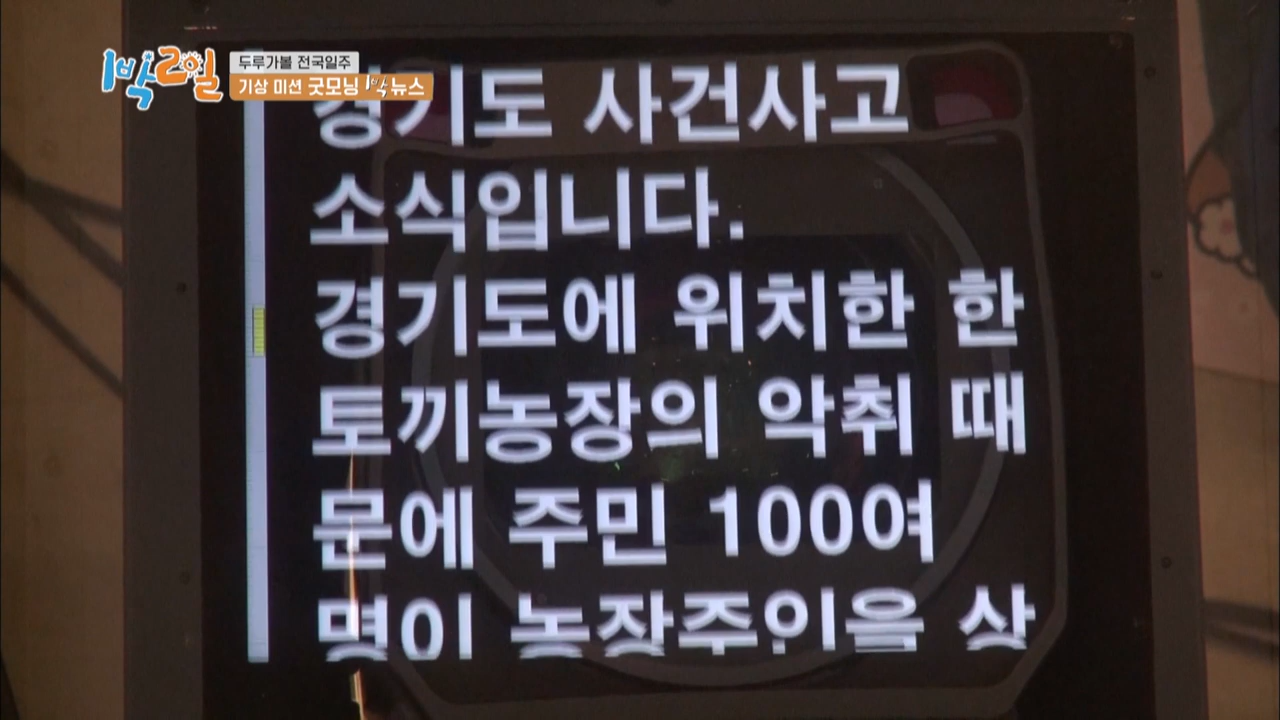 1박2일
두루가볼 전국일주
기상 미션 굿모닝 1박 뉴스
경기도 사건사고
소식입니다.
경기도에 위치한 한
토끼농장의 악취 때
문에 주민 100여
명이 농장주인을 상